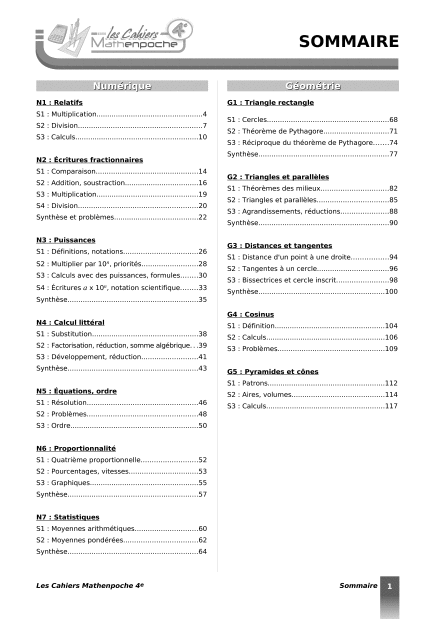 les Cahiers
Mathenpoche
4e
SOMMAIRE
Numérique
N1 : Relatifs
S1 : Multiplication.....4
S2 : Division.....7
S3 : Calculs.....10
N2 : Écritures fractionnaires
S1 : Comparaison.....14
S2 : Addition, soustraction.....16
S3 : Multiplication.....19
S4 : Division.....20
Synthèse et problèmes.....22
N3 : Puissances
S1 : Définitions, notations.....26
S2 : Multiplier par 10ⁿ, priorités.....28
S3 : Calculs avec des puissances, formules.....30
S4 : Écritures a x 10ⁿ, notation scientifique.....33
Synthèse.....35
N4 : Calcul littéral
S1 : Substitution.....38
S2 : Factorisation, réduction, somme algébrique...39
S3 : Développement, réduction.....41
Synthèse.....43
N5 : Équations, ordre
S1 : Résolution.....46
S2 : Problèmes.....48
S3 : Ordre.....50
N6 : Proportionnalité
S1 : Quatrième proportionnelle.....52
S2 : Pourcentages, vitesses.....53
S3 : Graphiques.....55
Synthèse.....57
N7 : Statistiques
S1 : Moyennes arithmétiques.....60
S2 : Moyennes pondérées.....62
Synthèse.....64
Géométrie
G1 : Triangle rectangle
S1 : Cercles.....68
S2 : Théorème de Pythagore.....71
S3 : Réciproque du théorème de Pythagore.....74
Synthèse.....77
G2 : Triangles et parallèles
S1 : Théorèmes des milieux.....82
S2 : Triangles et parallèles.....85
S3 : Agrandissements, réductions.....88
Synthèse.....90
G3 : Distances et tangentes
S1 : Distance d'un point à une droite.....94
S2 : Tangentes à un cercle.....96
S3 : Bissectrices et cercle inscrit.....98
Synthèse.....100
G4 : Cosinus
S1 : Définition.....104
S2 : Calculs.....106
S3 : Problèmes.....109
G5 : Pyramides et cônes
S1 : Patrons.....112
S2 : Aires, volumes.....114
S3 : Calculs.....117
Les Cahiers Mathenpoche 4e
Sommaire 1